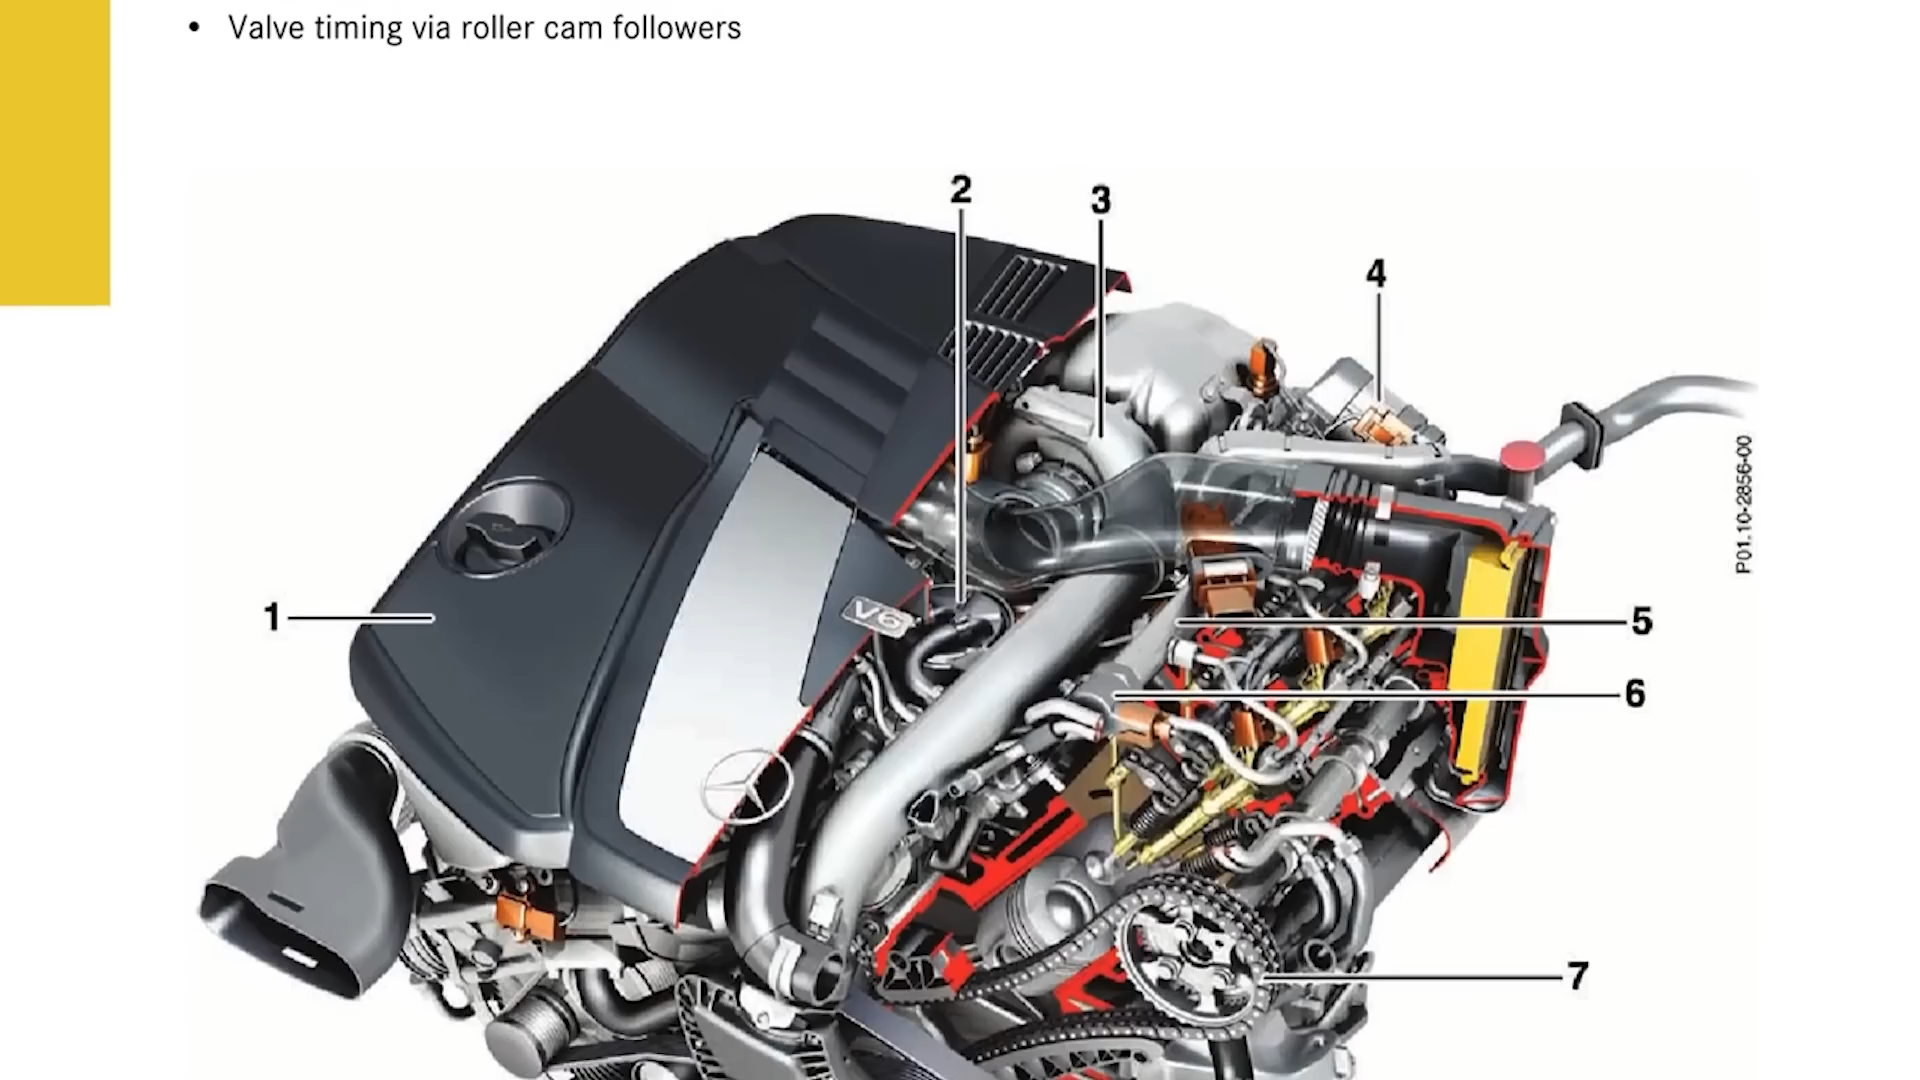 • Valve timing via roller cam followers
2
3
4
1
V6
5
6
7
P01.10-2856-00